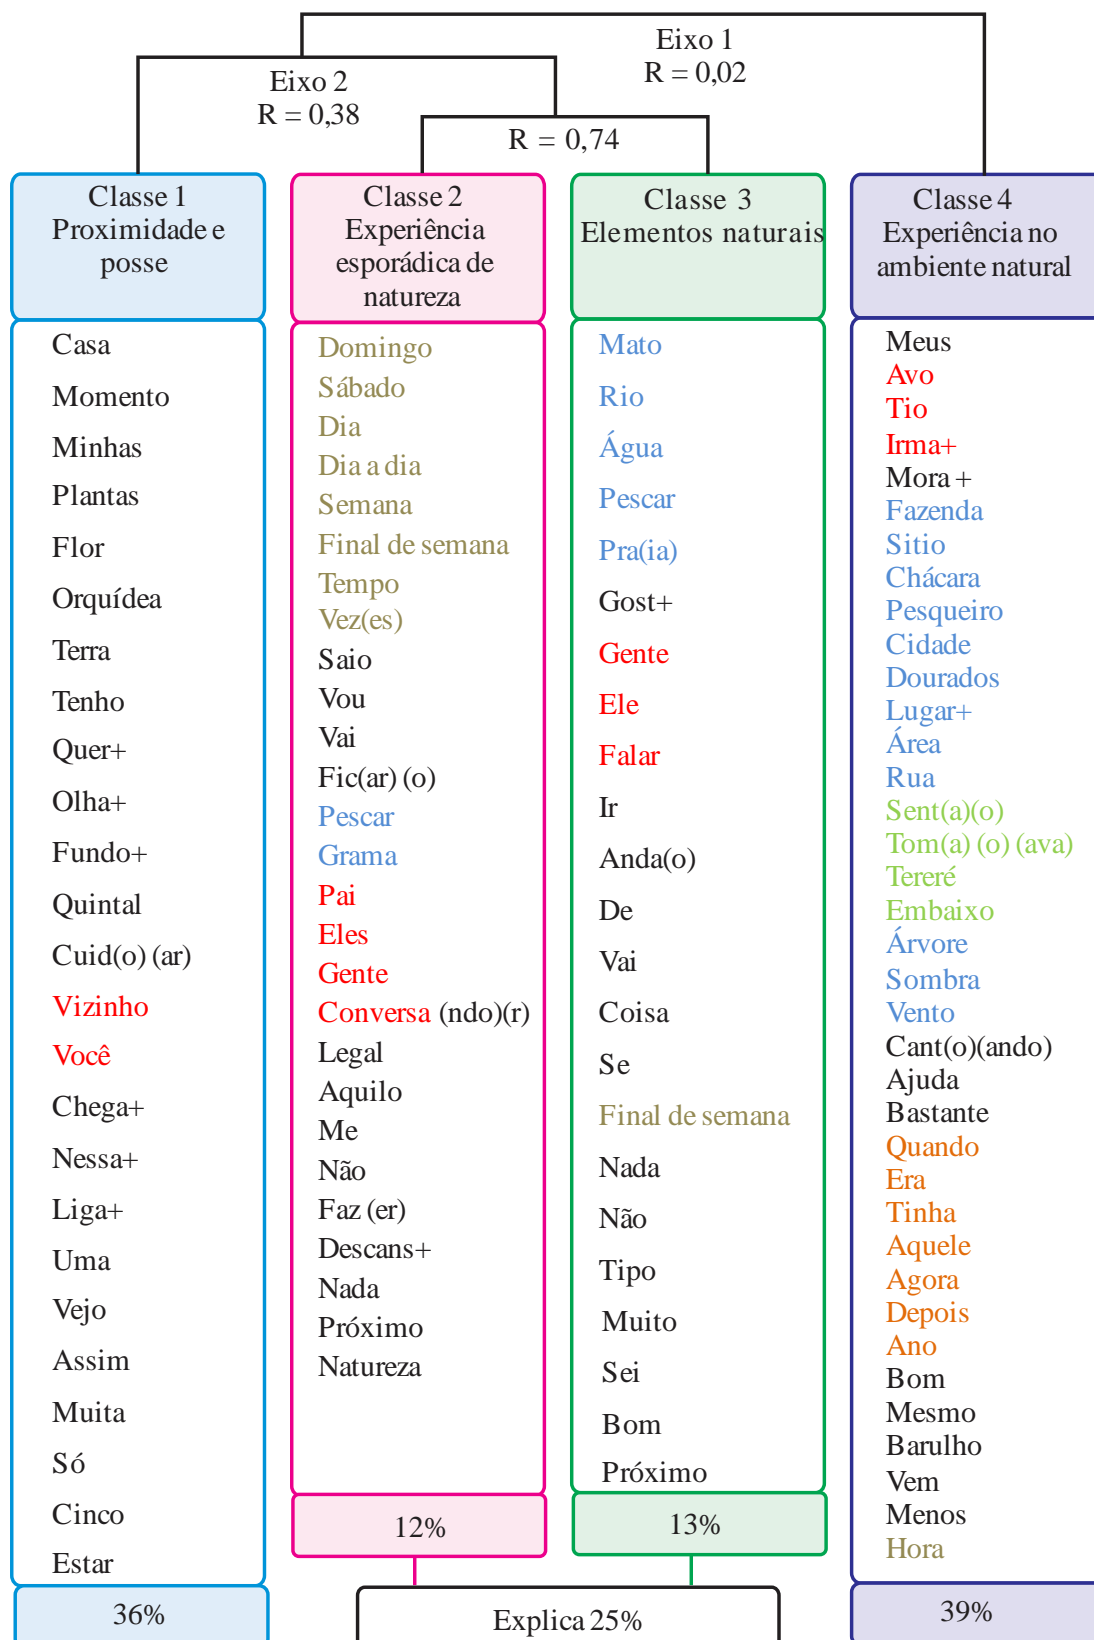 Eixo 1
R = 0,02
Eixo 2
R = 0,38
R = 0,74
Classe 1
Proximidade e
posse
Casa
Momento
Minhas
Plantas
Flor
Orquídea
Terra
Tenho
Quer+
Olha+
Fundo+
Quintal
Cuid(o) (ar)
Vizinho
Você
Chega+
Nessa+
Liga+
Uma
Vejo
Assim
Muita
Só
Cinco
Estar
36%
Classe 2
Experiência
esporádica de
natureza
Domingo
Sábado
Dia
Dia a dia
Semana
Final de semana
Tempo
Vez(es)
Saio
Vou
Vai
Fic(ar) (o)
Pescar
Grama
Pai
Eles
Gente
Conversa (ndo)(r)
Legal
Aquilo
Me
Não
Faz (er)
Descans+
Nada
Próximo
Natureza
12%
Classe 3
Elementos naturais
Mato
Rio
Água
Pescar
Pra(ia)
Gost+
Gente
Ele
Falar
Ir
Anda(o)
De
Vai
Coisa
Se
Final de semana
Nada
Não
Tipo
Muito
Sei
Bom
Próximo
13%
Explica 25%
Classe 4
Experiência no
ambiente natural
Meus
Avo
Tio
Irma+
Mora +
Fazenda
Sitio
Chácara
Pesqueiro
Cidade
Dourados
Lugar+
Área
Rua
Sent(a)(o)
Tom(a) (o) (ava)
Tereré
Embaixo
Árvore
Sombra
Vento
Cant(o)(ando)
Ajuda
Bastante
Quando
Era
Tinha
Aquele
Agora
Depois
Ano
Bom
Mesmo
Barulho
Vem
Menos
Hora
39%